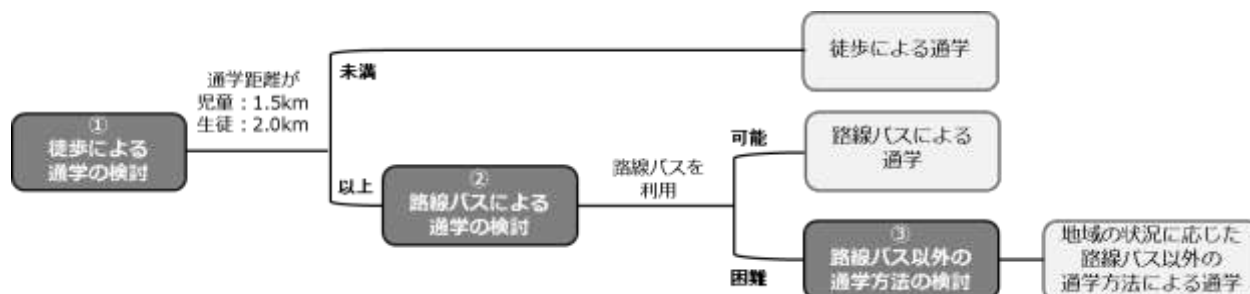 ①
徒歩による
通学の検討
通学距離が
児童：1.5km
生徒：2.0km
未満
徒歩による通学
以上
②
路線バスによる
通学の検討
路線バスを
利用
可能
路線バスによる
通学
困難
③
路線バス以外の
通学方法の検討
地域の状況に応じた
路線バス以外の
通学方法による通学